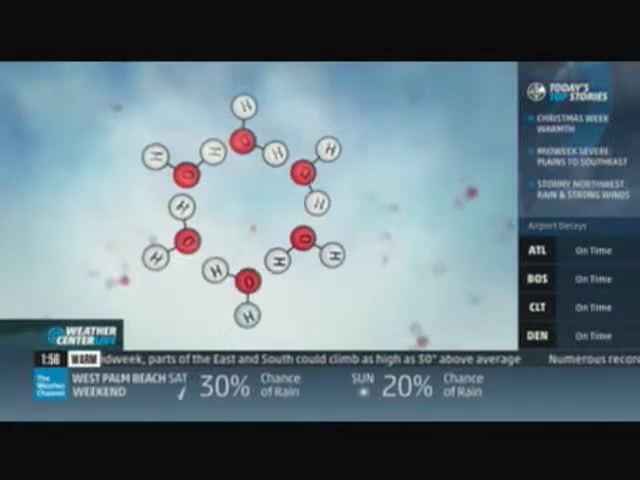 H
H
H
O
H
H
O
H
O
H
H
O
O
H
H
H
H
O
H
TODAY'S
TOP STORIES
CHRISTMAS WEEK
WARMTH
MIDWEEK SEVERE:
PLAINS TO SOUTHEAST
STORMY NORTHWEST:
RAIN & STRONG WINDS
Airport Delays
ATL On Time
BOS On Time
CLT On Time
DEN On Time
WEATHER
CENTER LIVE
1:56 WARM dweek, parts of the East and South could climb as high as 30° above average Numerous recor
The
Weather
Channel
WEST PALM BEACH
WEEKEND
SAT 30% Chance
of Rain
SUN 20% Chance
of Rain